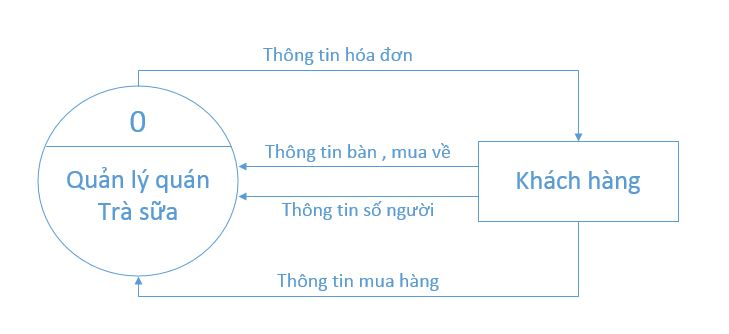 Thông tin hóa đơn
0
Quản lý quán
Trà sữa
Thông tin bàn , mua về
Thông tin số người
Khách hàng
Thông tin mua hàng